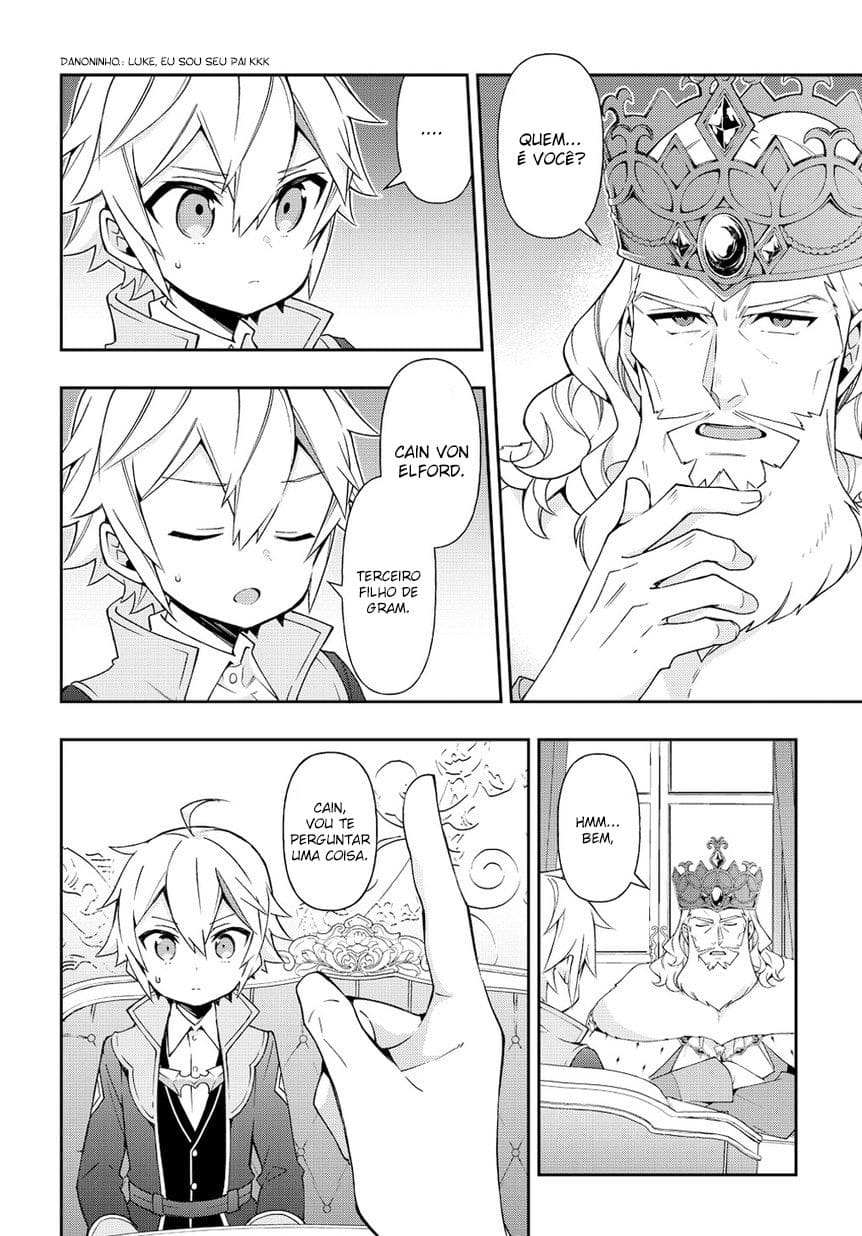 DANONINHO.: LUKE, EU SOU SEU PAI KKK
QUEM...
É VOCÊ?
....
CAIN VON
ELFORD.
TERCEIRO
FILHO DE
GRAM.
HMM...
BEM,
CAIN,
VOU TE
PERGUNTAR
UMA COISA.